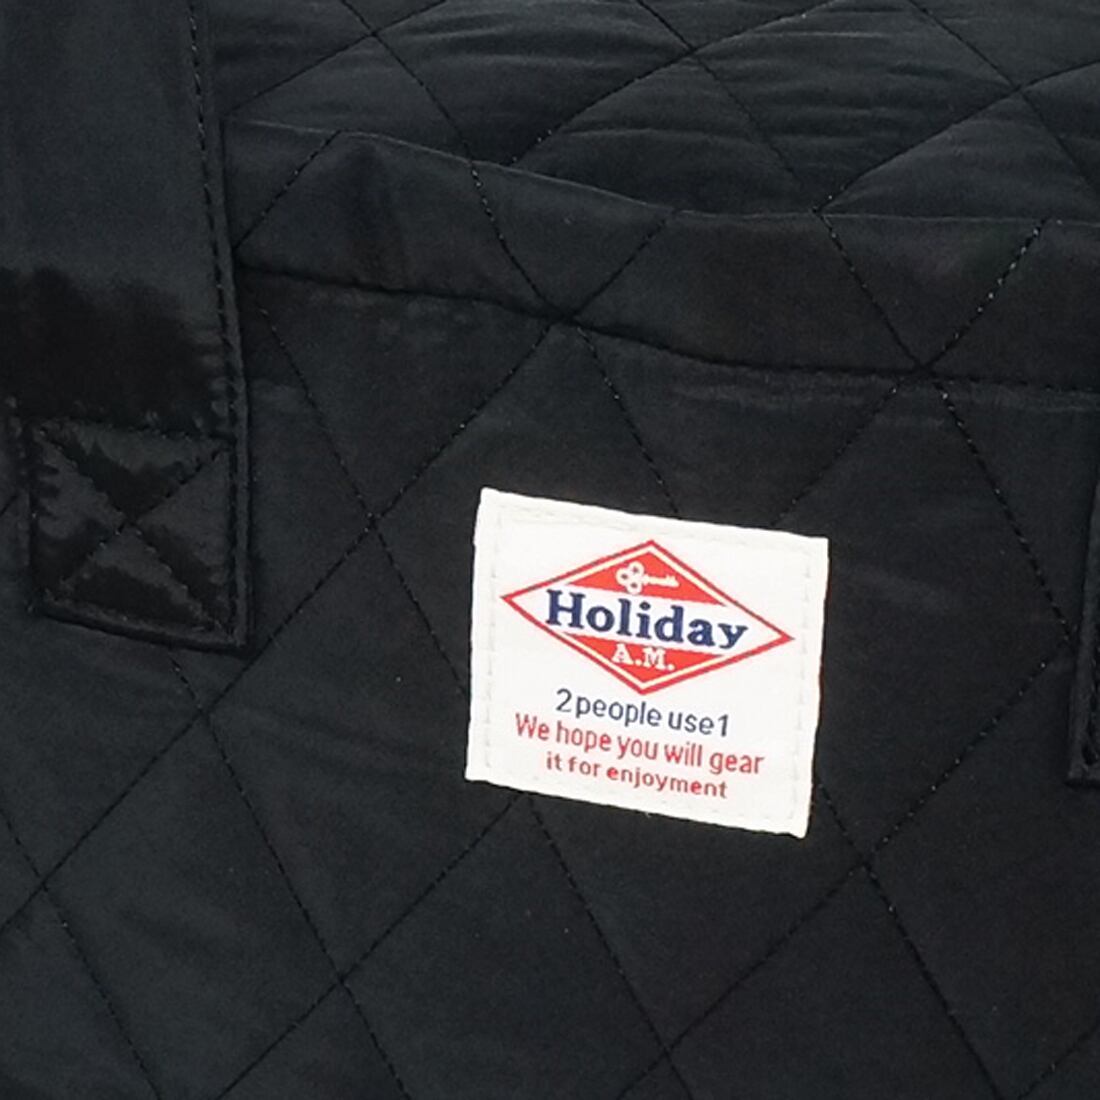 Holiday
A.M.
2people use1
We hope you will gear
it for enjoyment